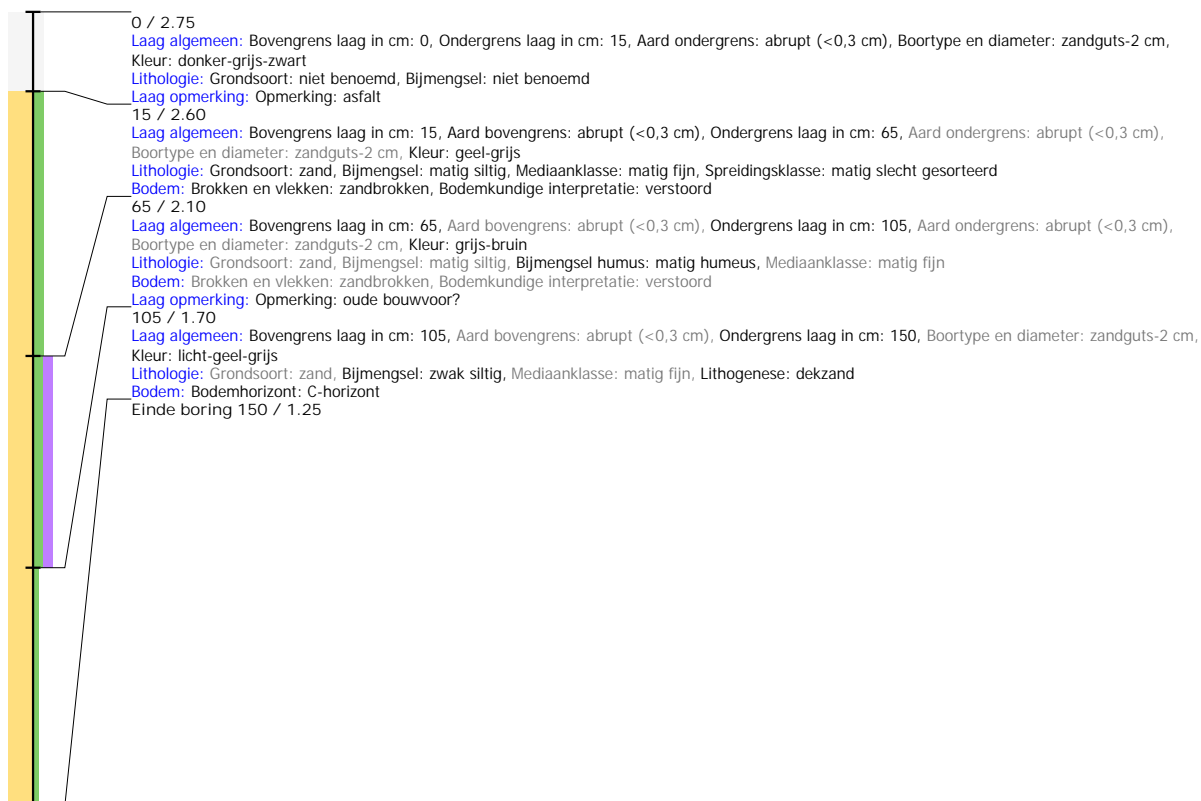 0 / 2.75
Laag algemeen: Bovengrens laag in cm: 0, Ondergrens laag in cm: 15, Aard ondergrens: abrupt (<0,3 cm), Boortype en diameter: zandguts-2 cm,
Kleur: donker-grijs-zwart
Lithologie: Grondsoort: niet benoemd, Bijmengsel: niet benoemd
Laag opmerking: Opmerking: asfalt
15 / 2.60
Laag algemeen: Bovengrens laag in cm: 15, Aard bovengrens: abrupt (<0,3 cm), Ondergrens laag in cm: 65, Aard ondergrens: abrupt (<0,3 cm),
Boortype en diameter: zandguts-2 cm, Kleur: geel-grijs
Lithologie: Grondsoort: zand, Bijmengsel: matig siltig, Mediaanklasse: matig fijn, Spreidingsklasse: matig slecht gesorteerd
Bodem: Brokken en vlekken: zandbrokken, Bodemkundige interpretatie: verstoord
65 / 2.10
Laag algemeen: Bovengrens laag in cm: 65, Aard bovengrens: abrupt (<0,3 cm), Ondergrens laag in cm: 105, Aard ondergrens: abrupt (<0,3 cm),
Boortype en diameter: zandguts-2 cm, Kleur: grijs-bruin
Lithologie: Grondsoort: zand, Bijmengsel: matig siltig, Bijmengsel humus: matig humeus, Mediaanklasse: matig fijn
Bodem: Brokken en vlekken: zandbrokken, Bodemkundige interpretatie: verstoord
Laag opmerking: Opmerking: oude bouwvoor?
105 / 1.70
Laag algemeen: Bovengrens laag in cm: 105, Aard bovengrens: abrupt (<0,3 cm), Ondergrens laag in cm: 150, Boortype en diameter: zandguts-2 cm,
Kleur: licht-geel-grijs
Lithologie: Grondsoort: zand, Bijmengsel: zwak siltig, Mediaanklasse: matig fijn, Lithogenese: dekzand
Bodem: Bodemhorizont: C-horizont
Einde boring 150 / 1.25